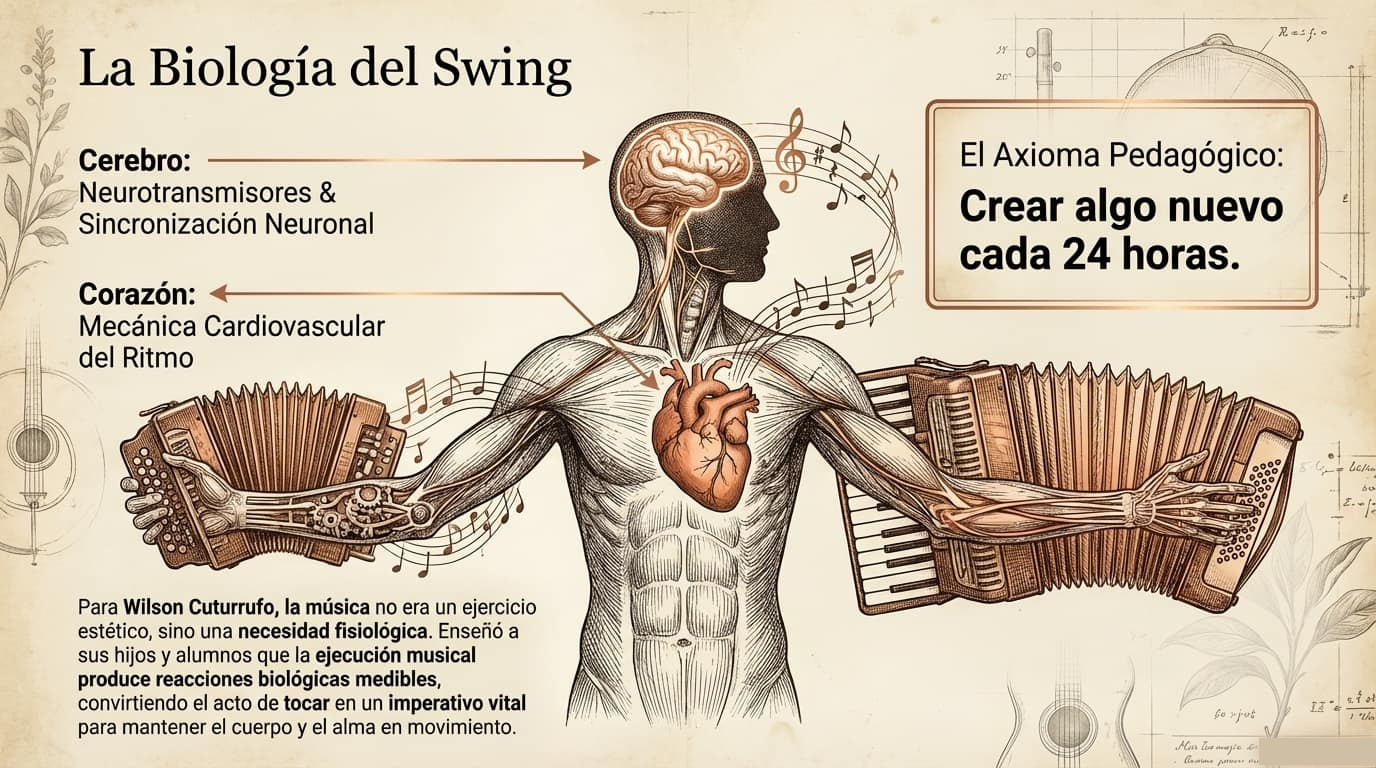 La Biología del Swing
Cerebro:
Neurotransmisores &
Sincronización Neuronal
Corazón:
Mecánica Cardiovascular
del Ritmo
El Axioma Pedagógico:
Crear algo nuevo
cada 24 horas.
Para Wilson Cuturrufo, la música no era un ejercicio
estético, sino una necesidad fisiológica. Enseñó a
sus hijos y alumnos que la ejecución musical
produce reacciones biológicas medibles,
convirtiendo el acto de tocar en un imperativo vital
para mantener el cuerpo y el alma en movimiento.